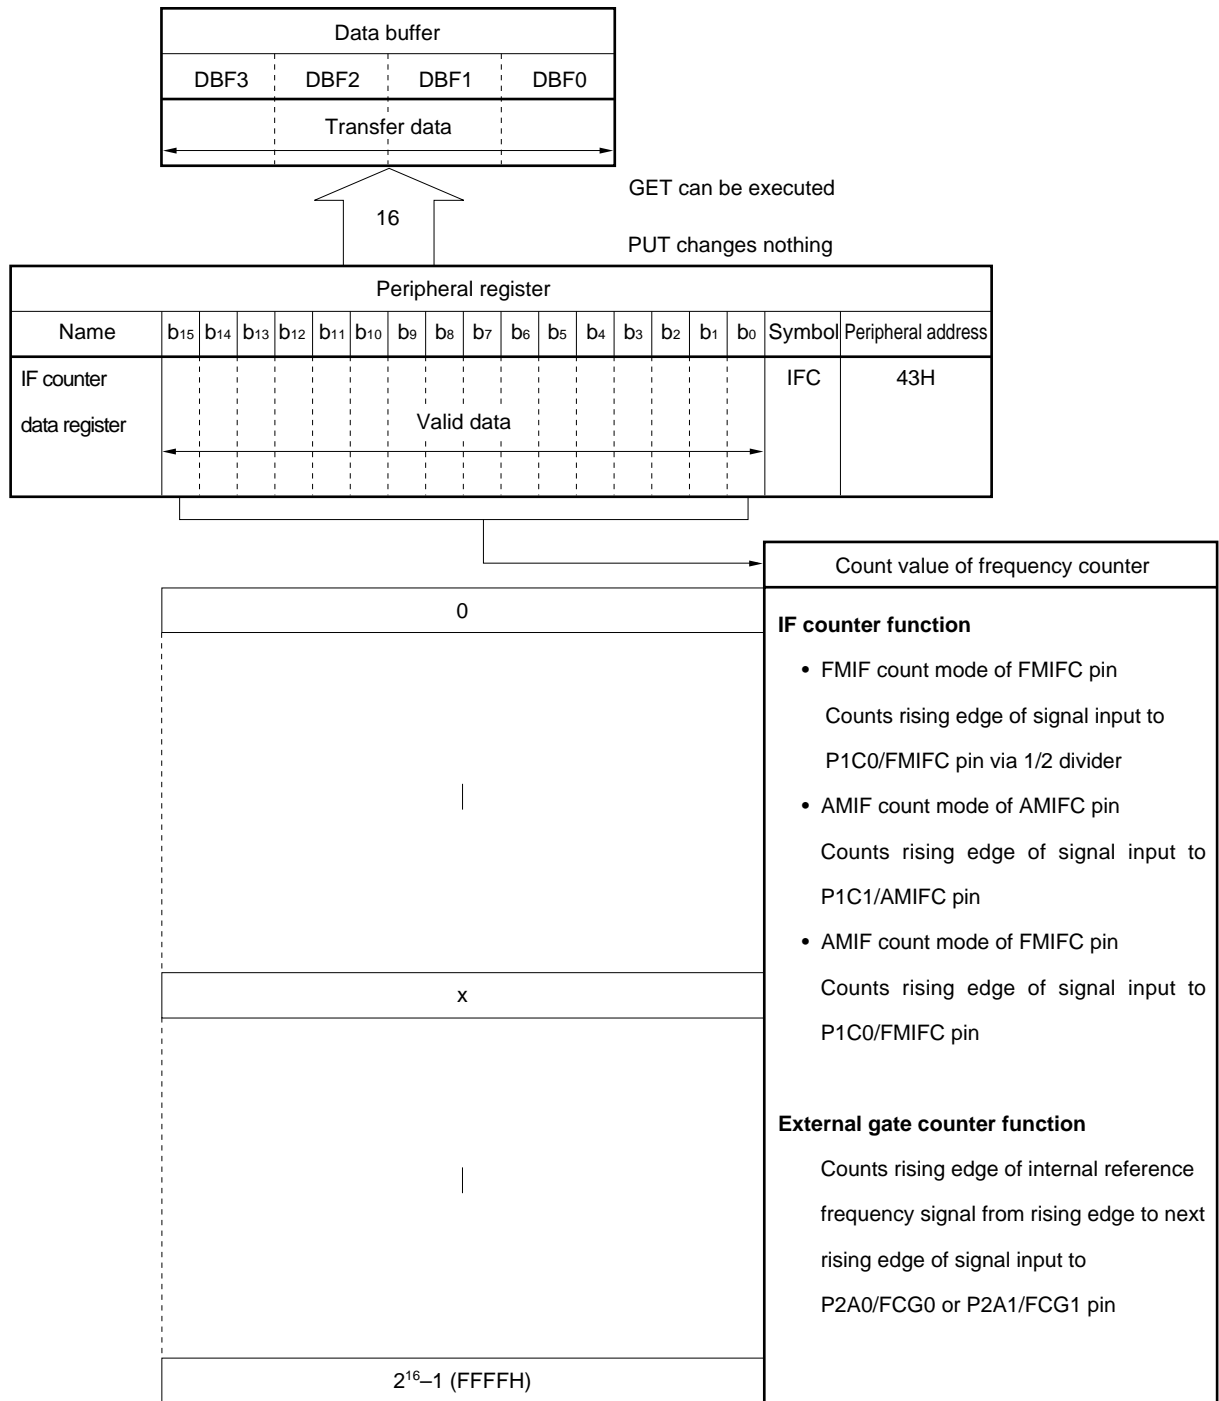 Data buffer
DBF3 DBF2 DBF1 DBF0
Transfer data
GET can be executed
16
PUT changes nothing
Peripheral register
Name b15 b14 b13 b12 b11 b10 b9 b8 b7 b6 b5 b4 b3 b2 b1 b0 Symbol Peripheral address
IF counter
data register
Valid data
IFC
43H
Count value of frequency counter
0
x
2^16–1 (FFFFH)
IF counter function
• FMIF count mode of FMIFC pin
Counts rising edge of signal input to
P1C0/FMIFC pin via 1/2 divider
• AMIF count mode of AMIFC pin
Counts rising edge of signal input to
P1C1/AMIFC pin
• AMIF count mode of FMIFC pin
Counts rising edge of signal input to
P1C0/FMIFC pin
External gate counter function
Counts rising edge of internal reference
frequency signal from rising edge to next
rising edge of signal input to
P2A0/FCG0 or P2A1/FCG1 pin